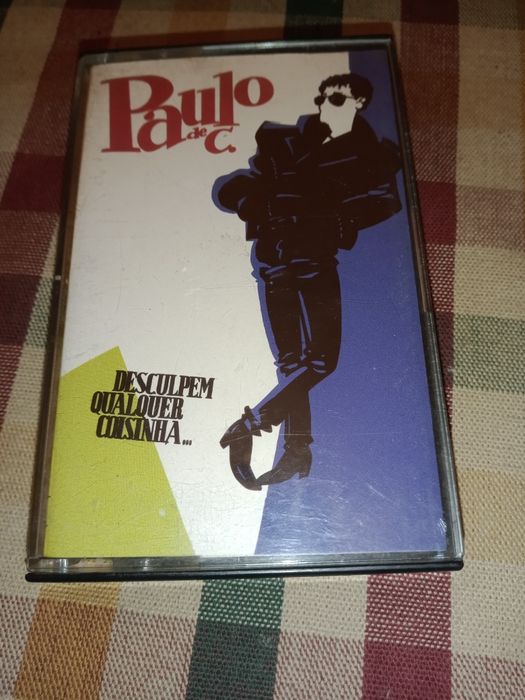 Paulo
de C.
DESCULPEM
QUALQUER
COISINHA...